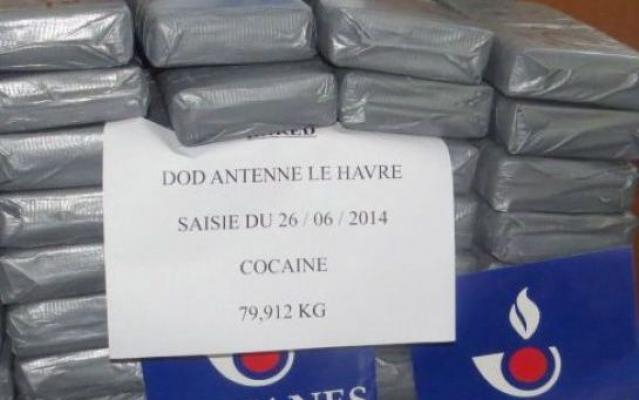 DOD ANTENNE LE HAVRE
SAISIE DU 26 / 06 / 2014
COCAINE
79,912 KG